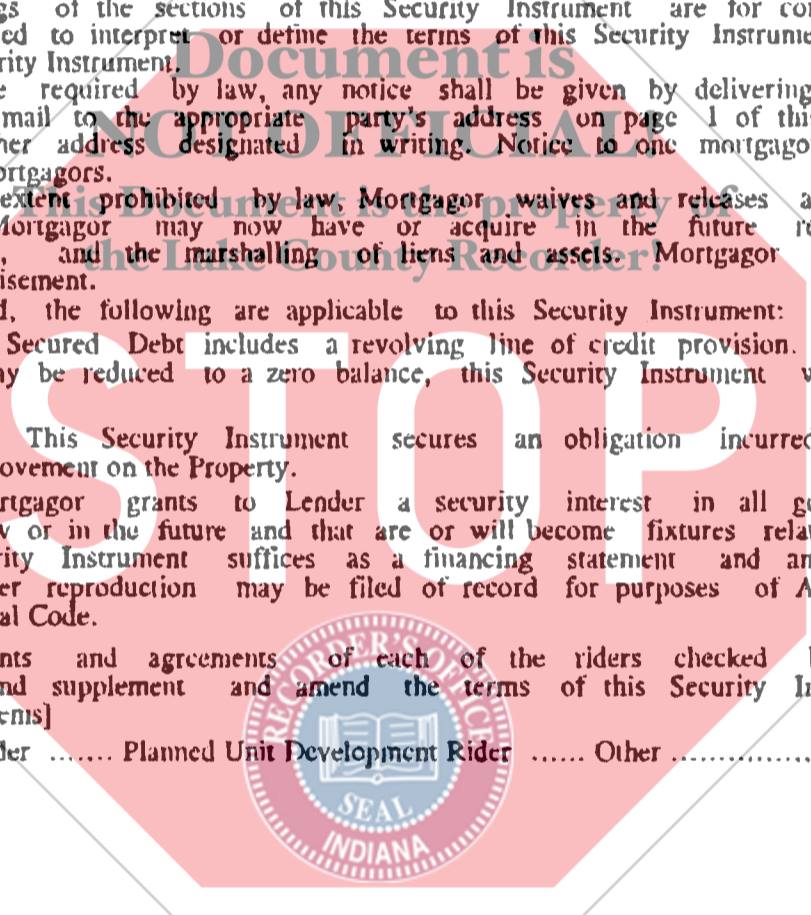 gs of the sections of this Security Instrument are for
ed to interpret or define the terms of this Security
rity Instrument.
Document is
required by law, any notice shall be given by delivering
mail to the appropriate party's address on page 1 of
NOT OFFICIAL!
address designated in writing. Notice to one
ortgagors.
extent prohibited by law, Mortgagor waives and releases
This Document is the property of
Mortgagor may now have or acquire in the future
the Lake County Recorder!
, and the marshalling of liens and assets. Mortgagor
isement.
d, the following are applicable to this Security Instrument:
Secured Debt includes a revolving line of credit provision.
ay be reduced to a zero balance, this Security Instrument
STOP
This Security Instrument secures an obligation incurred
ovement on the Property.
rtgagor grants to Lender a security interest in all
w or in the future and that are or will become fixtures
rity Instrument suffices as a financing statement and
er reproduction may be filed of record for purposes of A
al Code.
nts and agreements of each of the riders checked
nd supplement and amend the terms of this Security
ems]
der ....... Planned Unit Development Rider ...... Other ..............
RECORDER'S OFFICE
SEAL
INDIANA